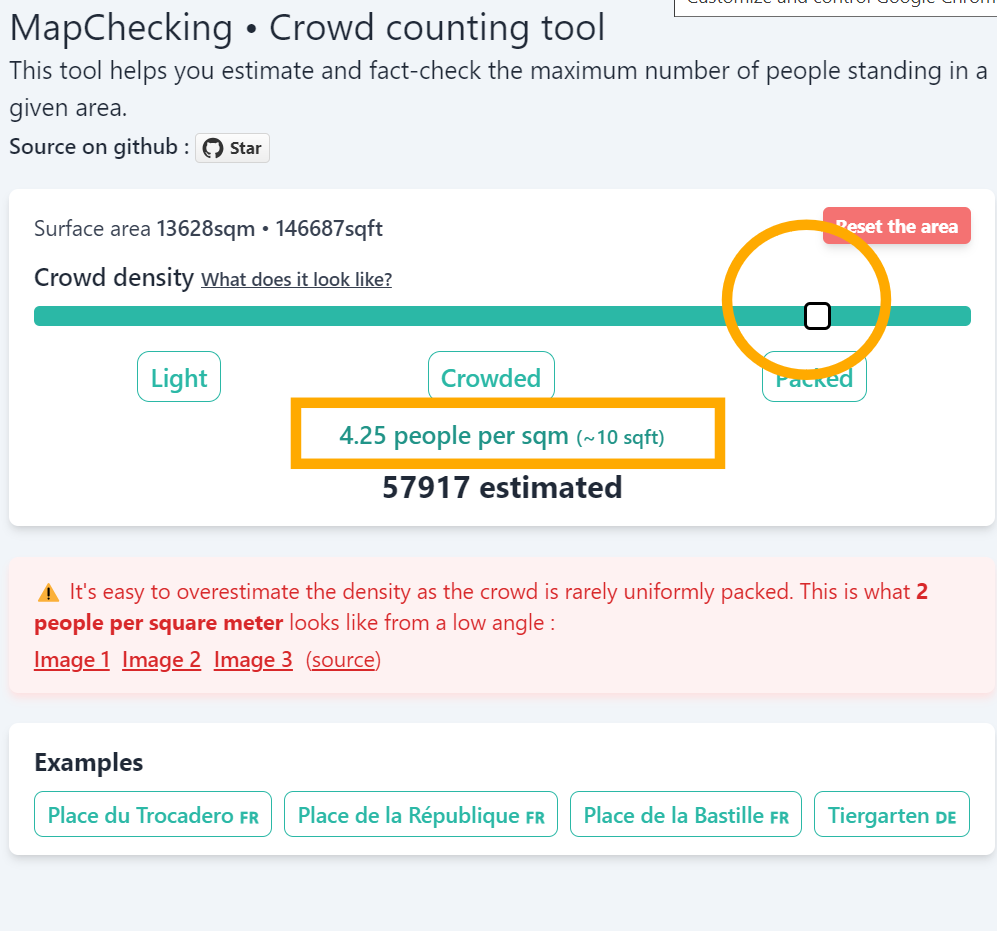 Customize and control Google Chrom
MapChecking • Crowd counting tool
This tool helps you estimate and fact-check the maximum number of people standing in a
given area.
Source on github : Star
Surface area 13628sqm • 146687sqft
Reset the area
Crowd density What does it look like?
Light Crowded Packed
4.25 people per sqm (~10 sqft)
57917 estimated
⚠ It's easy to overestimate the density as the crowd is rarely uniformly packed. This is what 2
people per square meter looks like from a low angle :
Image 1 Image 2 Image 3 (source)
Examples
Place du Trocadero FR Place de la République FR Place de la Bastille FR Tiergarten DE